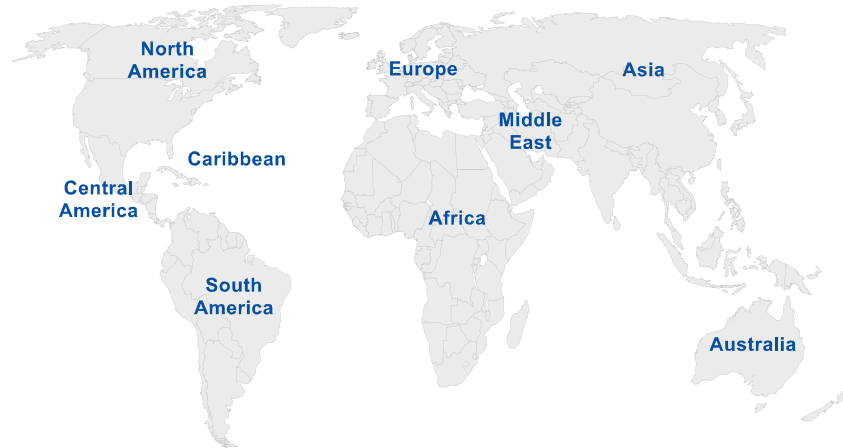 North
America
Europe
Asia
Middle
East
Caribbean
Central
America
Africa
South
America
Australia